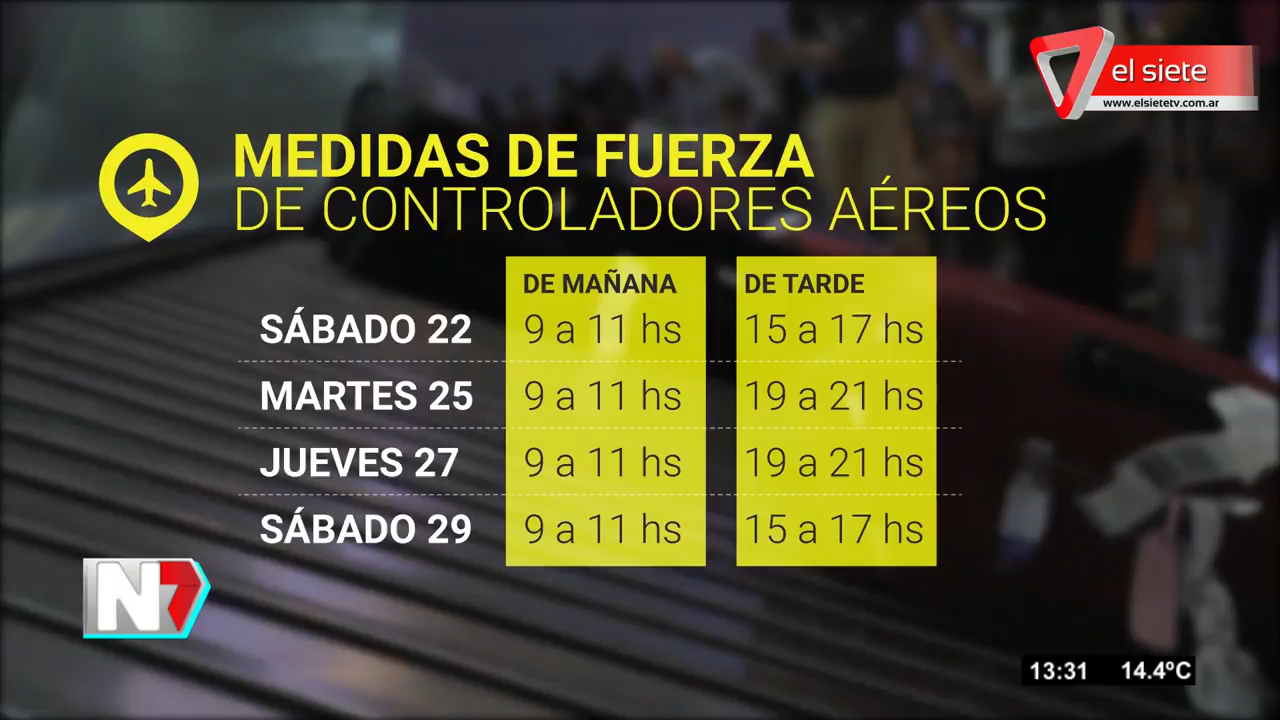 el siete
www.elsietetv.com.ar
MEDIDAS DE FUERZA
DE CONTROLADORES AÉREOS
DE MAÑANA DE TARDE
SÁBADO 22 9 a 11 hs 15 a 17 hs
MARTES 25 9 a 11 hs 19 a 21 hs
JUEVES 27 9 a 11 hs 19 a 21 hs
SÁBADO 29 9 a 11 hs 15 a 17 hs
N7
13:31 14.4ºC